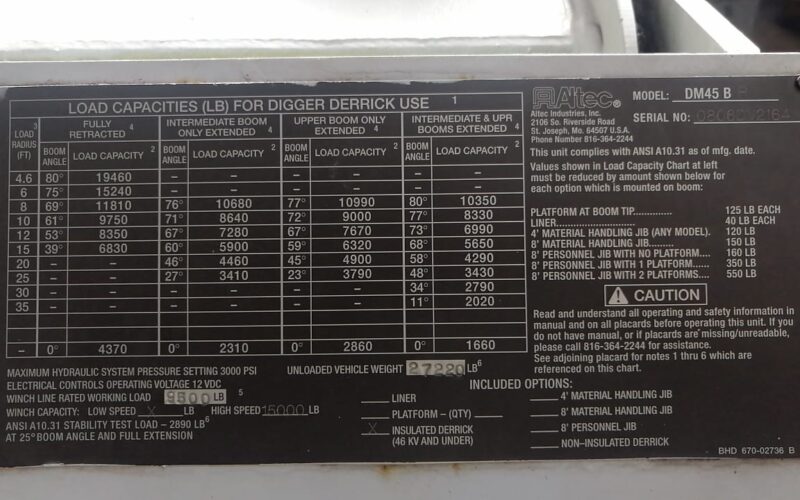 LOAD CAPACITIES (LB) FOR DIGGER DERRICK USE 1
LOAD RADIUS (FT) 3 | FULLY RETRACTED 4 | INTERMEDIATE BOOM ONLY EXTENDED 4 | UPPER BOOM ONLY EXTENDED 4 | INTERMEDIATE & UPR BOOMS EXTENDED 4
BOOM ANGLE | LOAD CAPACITY 2 | BOOM ANGLE | LOAD CAPACITY 2 | BOOM ANGLE | LOAD CAPACITY 2 | BOOM ANGLE | LOAD CAPACITY 2
4.6 80° 19460 – – – – – –
6 75° 15240 – – – – – –
8 69° 11810 76° 10680 77° 10990 80° 10350
10 61° 9750 71° 8640 72° 9000 77° 8330
12 53° 8350 67° 7280 67° 7670 73° 6990
15 39° 6830 60° 5900 59° 6320 68° 5650
20 – – 46° 4460 45° 4900 58° 4290
25 – – 27° 3410 23° 3790 48° 3430
30 – – 34° 2790
35 – – 11° 2020
– 0° 4370 0° 2310 0° 2860 0° 1660
MAXIMUM HYDRAULIC SYSTEM PRESSURE SETTING 3000 PSI
UNLOADED VEHICLE WEIGHT 27220 LB 6
ELECTRICAL CONTROLS OPERATING VOLTAGE 12 VDC
WINCH LINE RATED WORKING LOAD 9500 LB 5
WINCH CAPACITY: LOW SPEED X LB HIGH SPEED 15000 LB
ANSI A10.31 STABILITY TEST LOAD – 2890 LB 6
AT 25° BOOM ANGLE AND FULL EXTENSION
INCLUDED OPTIONS:
LINER
PLATFORM – (QTY)
X INSULATED DERRICK
(46 KV AND UNDER)
4' MATERIAL HANDLING JIB
8' MATERIAL HANDLING JIB
8' PERSONNEL JIB
NON-INSULATED DERRICK
BHD 670-02736 B
Altec®
Altec Industries, Inc.
2106 So. Riverside Road
St. Joseph, Mo. 64507 U.S.A.
Phone Number 816-364-2244
MODEL: DM45 B
SERIAL NO:
This unit complies with ANSI A10.31 as of mfg. date.
Values shown in Load Capacity Chart at left
must be reduced by amount shown below for
each option which is mounted on boom:
PLATFORM AT BOOM TIP.............. 125 LB EACH
LINER................................. 40 LB EACH
4' MATERIAL HANDLING JIB (ANY MODEL). 120 LB
8' MATERIAL HANDLING JIB......... 150 LB
8' PERSONNEL JIB WITH NO PLATFORM..... 160 LB
8' PERSONNEL JIB WITH 1 PLATFORM...... 350 LB
8' PERSONNEL JIB WITH 2 PLATFORMS.... 550 LB
CAUTION
Read and understand all operating and safety information in
manual and on all placards before operating this unit. If you
do not have manual, or if placards are missing/unreadable,
please call 816-364-2244 for assistance.
See adjoining placard for notes 1 thru 6 which are
referenced on this chart.